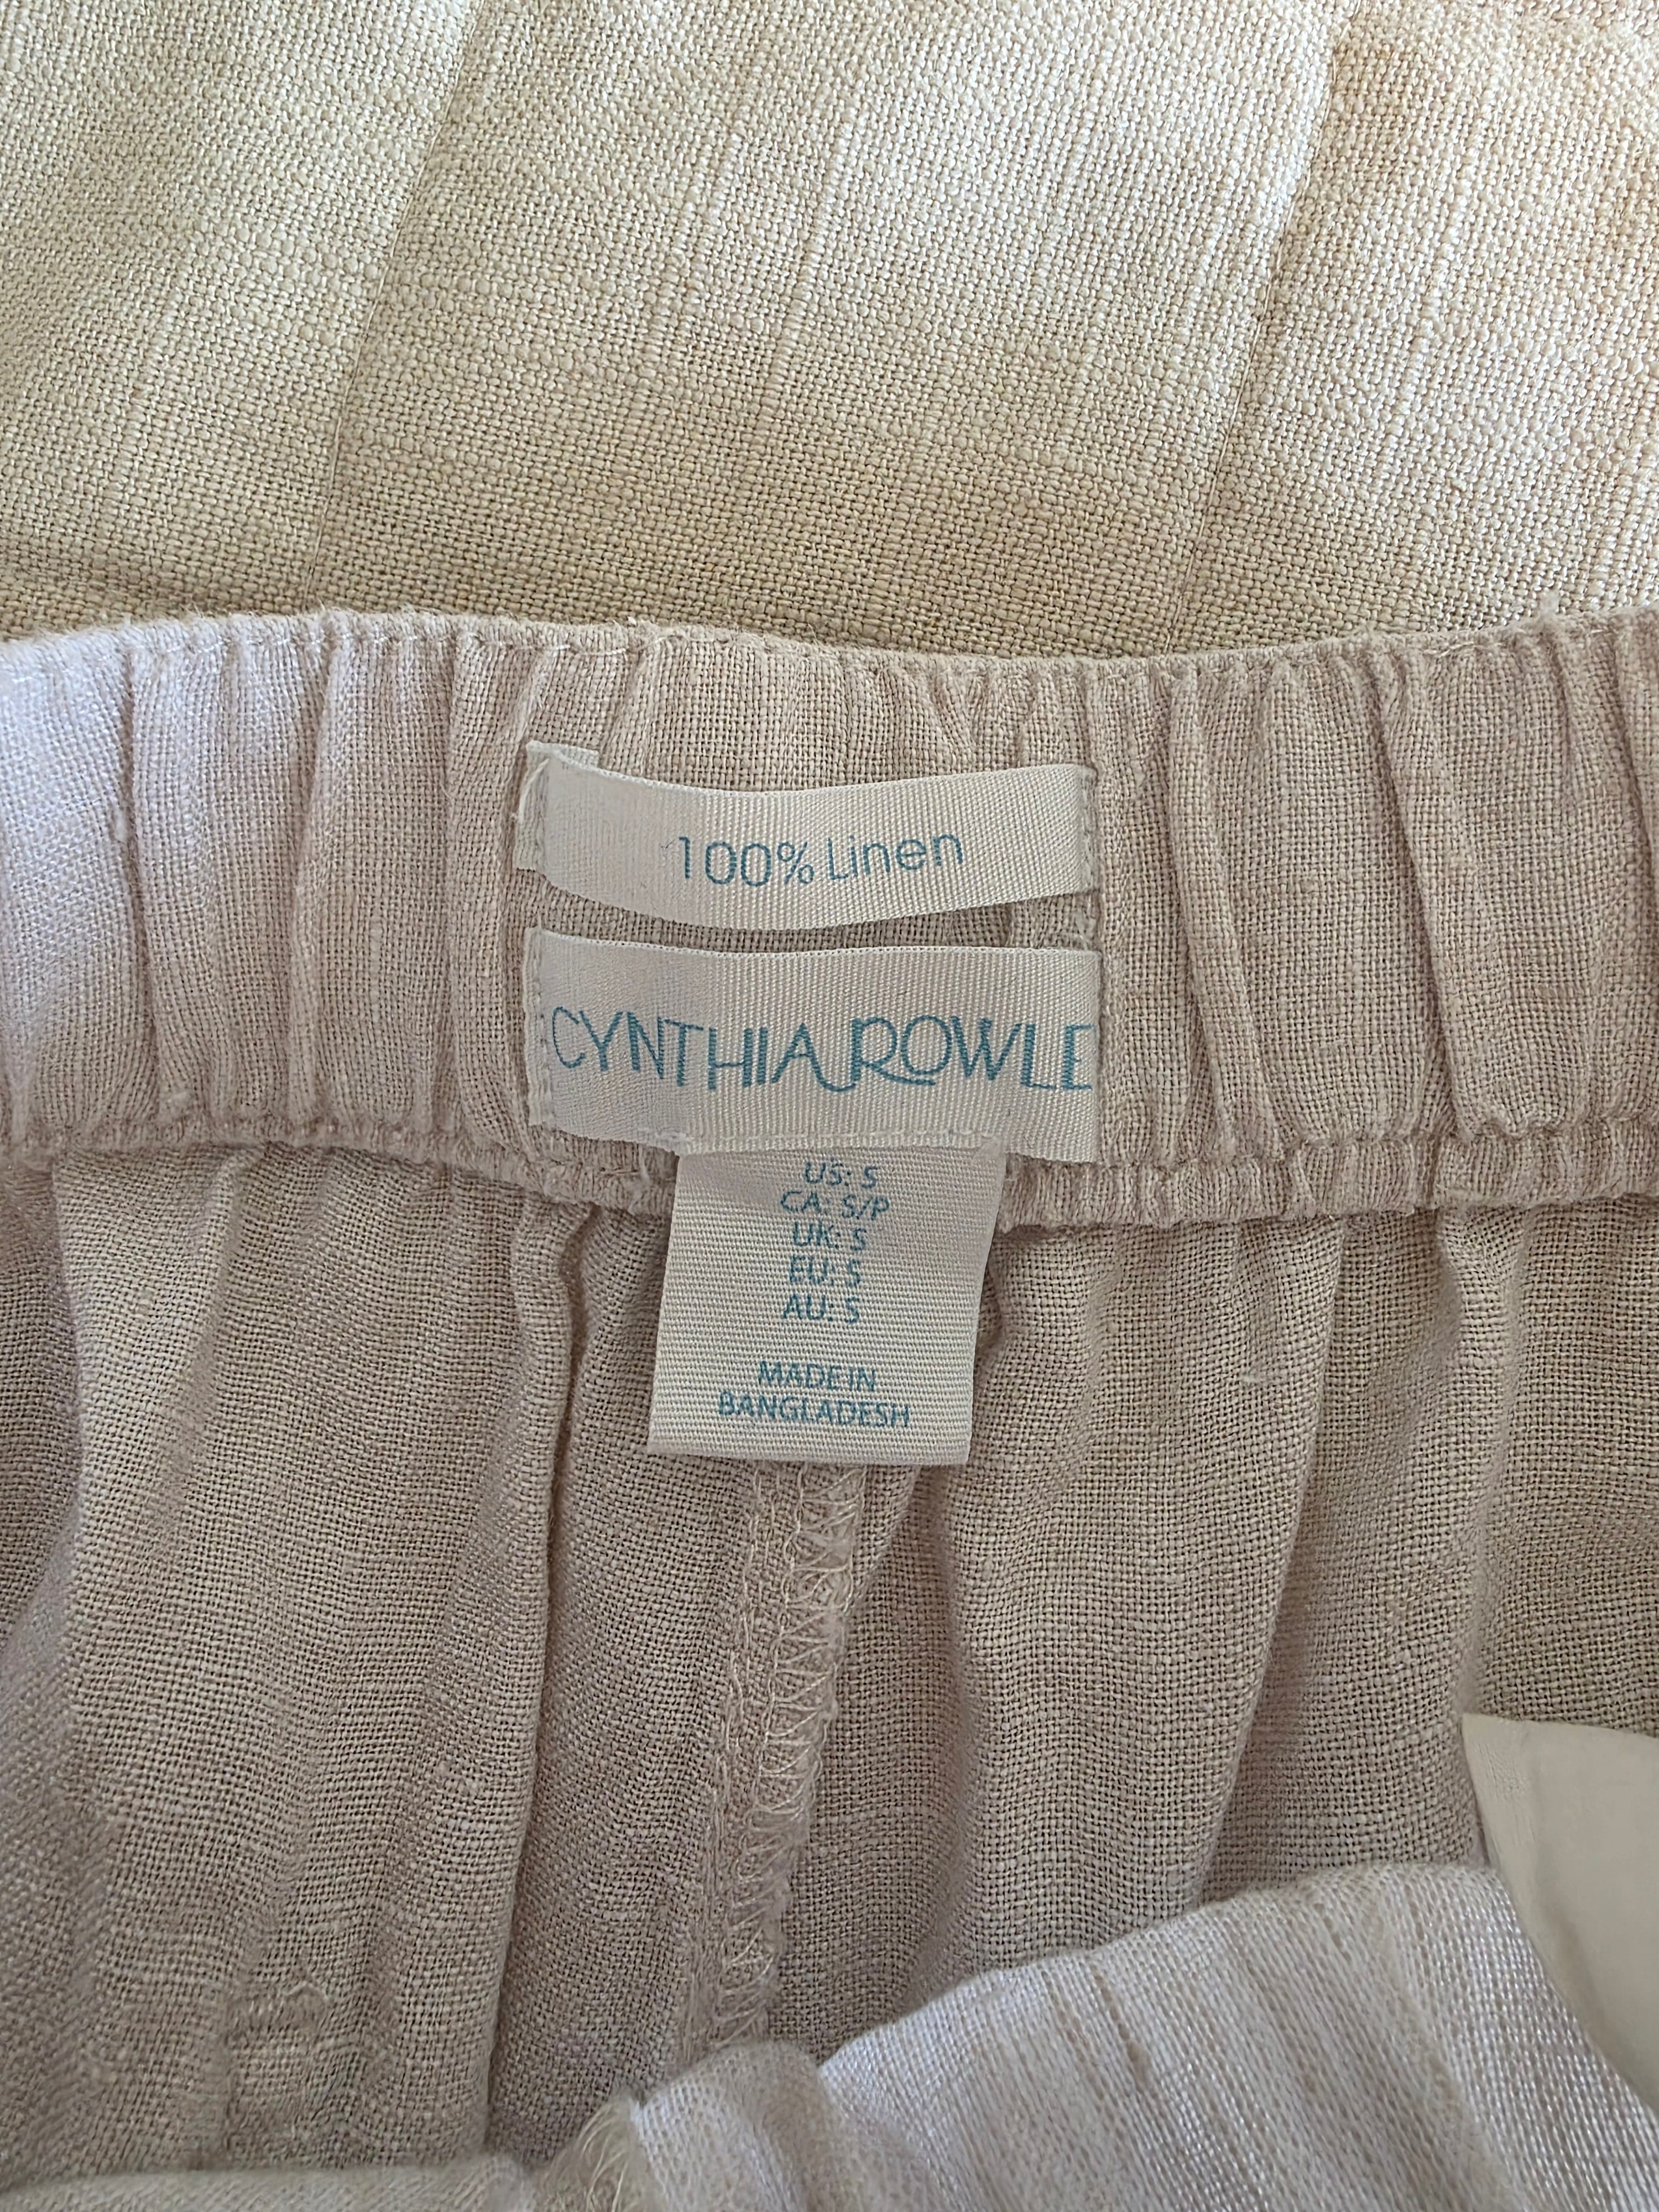 100% Linen
CYNTHIA ROWLE
US: S
CA: S/P
UK: S
EU: S
AU: S
MADE IN
BANGLADESH